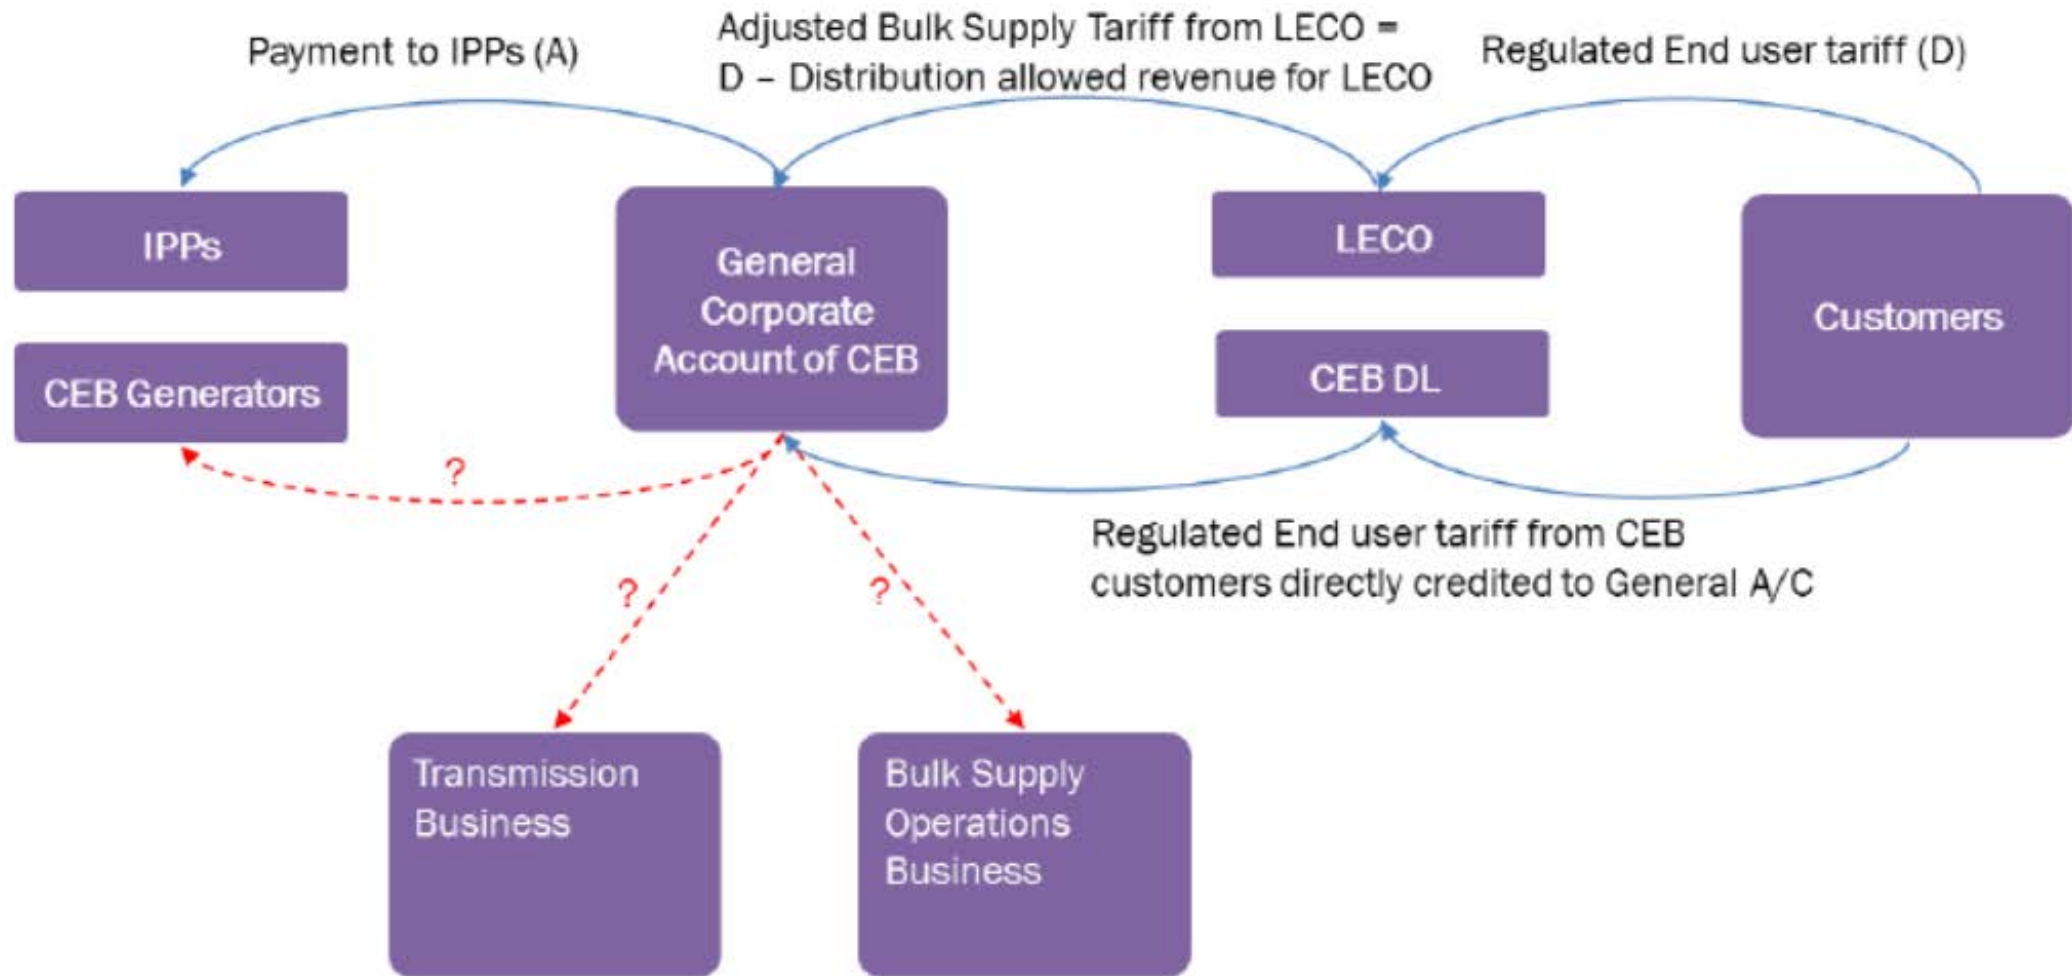 Payment to IPPs (A)
Adjusted Bulk Supply Tariff from LECO =
D – Distribution allowed revenue for LECO
Regulated End user tariff (D)
IPPs
General
Corporate
Account of CEB
LECO
Customers
CEB Generators
CEB DL
?
Regulated End user tariff from CEB
customers directly credited to General A/C
?
?
Transmission
Business
Bulk Supply
Operations
Business